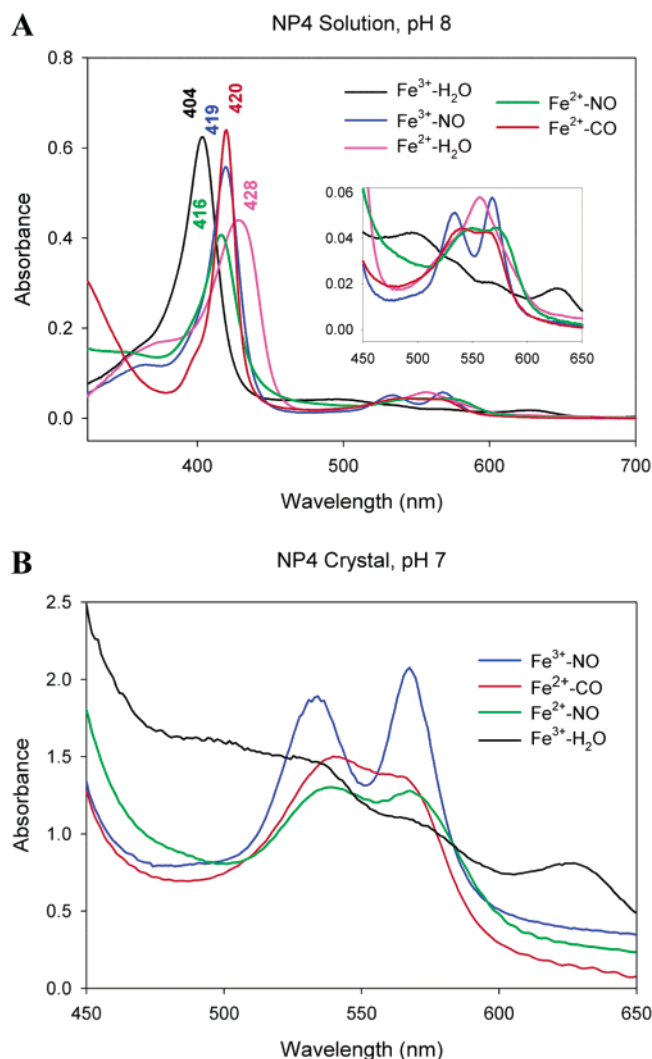 A
NP4 Solution, pH 8
0.8
0.6
0.4
0.2
0.0
Absorbance
404
419
420
416
428
Fe³⁺-H₂O
Fe³⁺-NO
Fe²⁺-H₂O
Fe²⁺-NO
Fe²⁺-CO
0.06
0.04
0.02
0.00
450 500 550 600 650
400 500 600 700
Wavelength (nm)
B
NP4 Crystal, pH 7
2.5
2.0
1.5
1.0
0.5
0.0
Absorbance
Fe³⁺-NO
Fe²⁺-CO
Fe²⁺-NO
Fe³⁺-H₂O
450 500 550 600 650
Wavelength (nm)